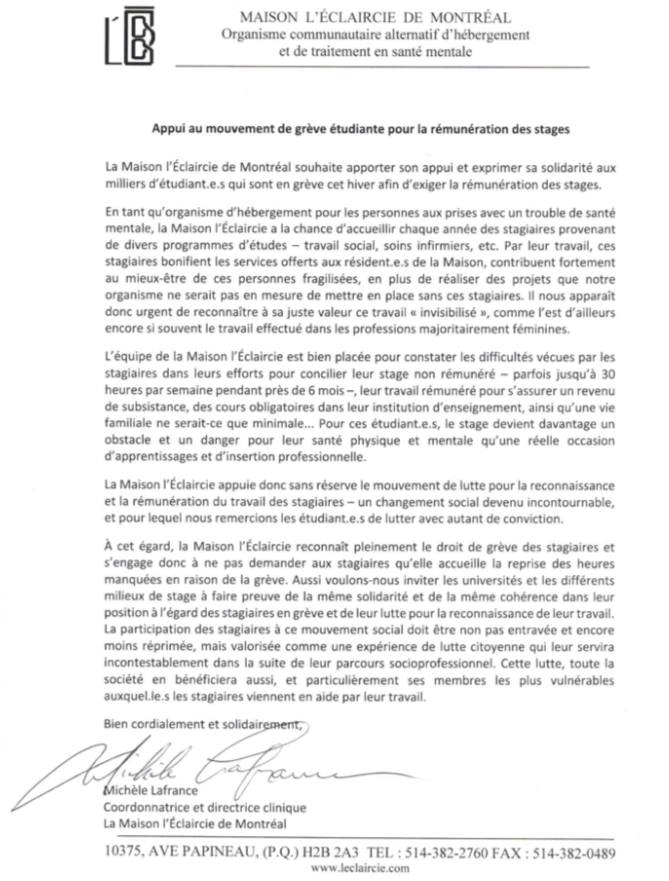 MAISON L'ÉCLAIRCIE DE MONTRÉAL
Organisme communautaire alternatif d'hébergement
et de traitement en santé mentale
Appui au mouvement de grève étudiante pour la rémunération des stages
La Maison l'Éclaircie de Montréal souhaite apporter son appui et exprimer sa solidarité aux
milliers d'étudiant.e.s qui sont en grève cet hiver afin d'exiger la rémunération des stages.
En tant qu'organisme d'hébergement pour les personnes aux prises avec un trouble de santé
mentale, la Maison l'Éclaircie a la chance d'accueillir chaque année des stagiaires provenant
de divers programmes d'études – travail social, soins infirmiers, etc. Par leur travail, ces
stagiaires bonifient les services offerts aux résident.e.s de la Maison, contribuent fortement
au mieux-être de ces personnes fragilisées, en plus de réaliser des projets que notre
organisme ne serait pas en mesure de mettre en place sans ces stagiaires. Il nous apparaît
donc urgent de reconnaître à sa juste valeur ce travail « invisibilisé », comme l'est d'ailleurs
encore si souvent le travail effectué dans les professions majoritairement féminines.
L'équipe de la Maison l'Éclaircie est bien placée pour constater les difficultés vécues par les
stagiaires dans leurs efforts pour concilier leur stage non rémunéré – parfois jusqu'à 30
heures par semaine pendant près de 6 mois –, leur travail rémunéré pour s'assurer un revenu
de subsistance, des cours obligatoires dans leur institution d'enseignement, ainsi qu'une vie
familiale ne serait-ce que minimale... Pour ces étudiant.e.s, le stage devient davantage un
obstacle et un danger pour leur santé physique et mentale qu'une réelle occasion
d'apprentissages et d'insertion professionnelle.
La Maison l'Éclaircie appuie donc sans réserve le mouvement de lutte pour la reconnaissance
et la rémunération du travail des stagiaires – un changement social devenu incontournable,
et pour lequel nous remercions les étudiant.e.s de lutter avec autant de conviction.
À cet égard, la Maison l'Éclaircie reconnaît pleinement le droit de grève des stagiaires et
s'engage donc à ne pas demander aux stagiaires qu'elle accueille la reprise des heures
manquées en raison de la grève. Aussi voulons-nous inviter les universités et les différents
milieux de stage à faire preuve de la même solidarité et de la même cohérence dans leur
position à l'égard des stagiaires en grève et de leur lutte pour la reconnaissance de leur travail.
La participation des stagiaires à ce mouvement social doit être non pas entravée et encore
moins réprimée, mais valorisée comme une expérience de lutte citoyenne qui leur servira
incontestablement dans la suite de leur parcours socioprofessionnel. Cette lutte, toute la
société en bénéficiera aussi, et particulièrement ses membres les plus vulnérables
auxquel.le.s les stagiaires viennent en aide par leur travail.
Bien cordialement et solidairement,
Michèle Lafrance
Michèle Lafrance
Coordonnatrice et directrice clinique
La Maison l'Éclaircie de Montréal
10375, AVE PAPINEAU, (P.Q.) H2B 2A3 TEL : 514-382-2760 FAX : 514-382-0489
www.leclaircie.com